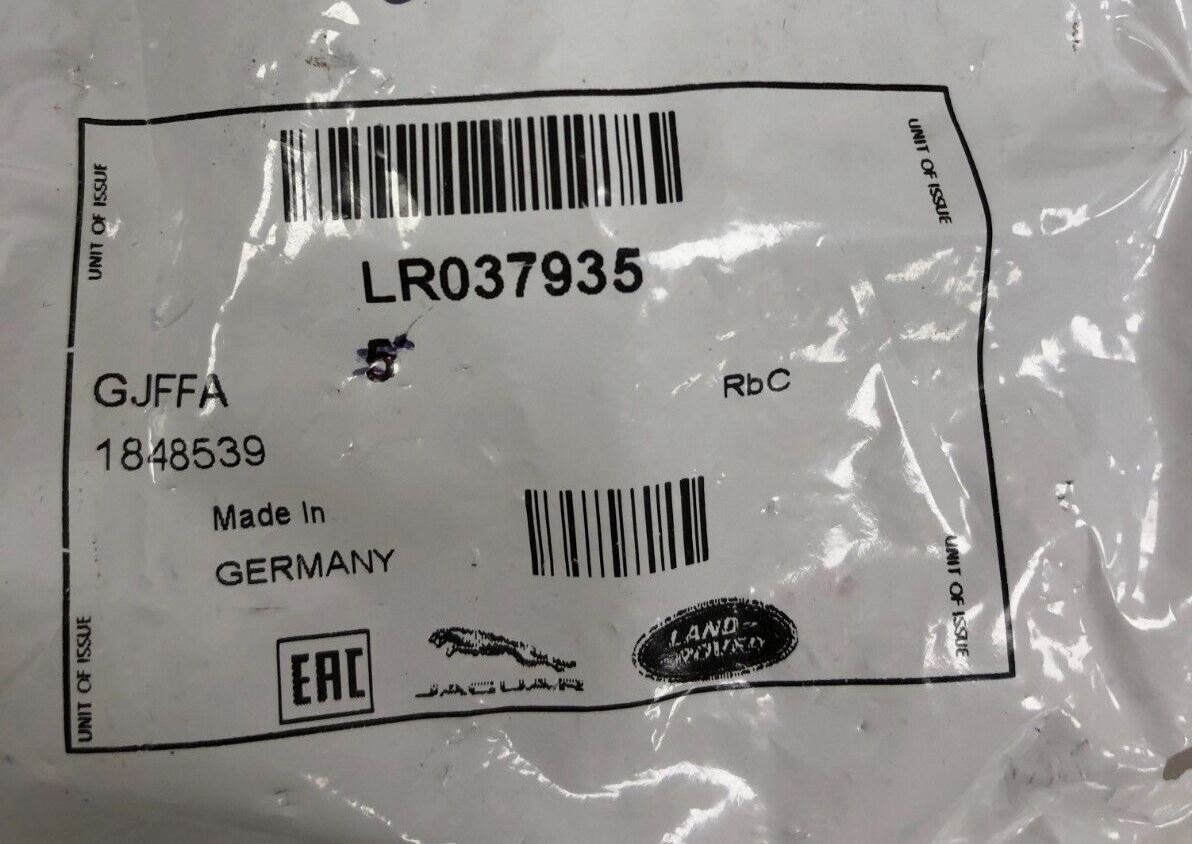 UNIT OF ISSUE
UNIT OF ISSUE
LR037935
5
GJFFA
RbC
1848539
Made In
GERMANY
UNIT OF ISSUE
UNIT OF ISSUE
EAC
JAGUAR
LAND-
ROVER